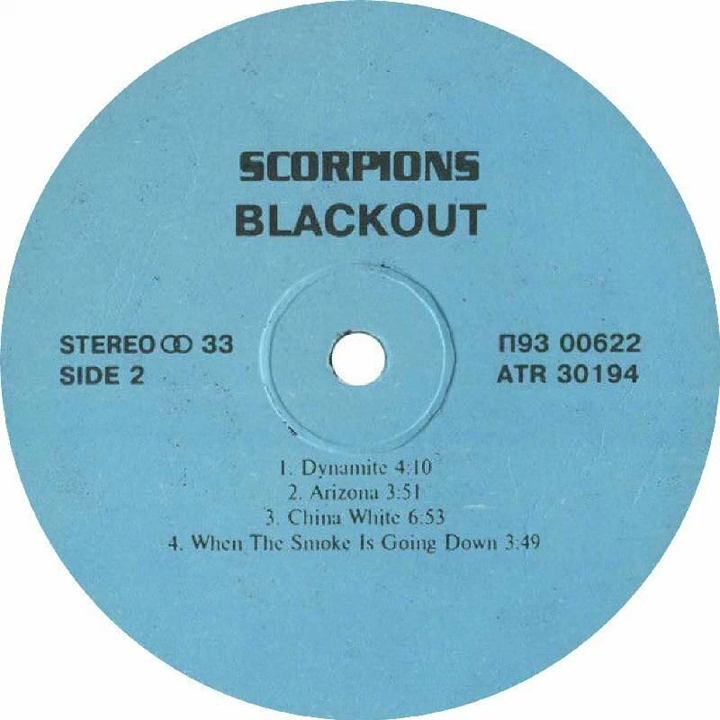 SCORPIONS
BLACKOUT
STEREO 33
SIDE 2
П93 00622
ATR 30194
1. Dynamite 4:10
2. Arizona 3:51
3. China White 6:53
4. When The Smoke Is Going Down 3:49